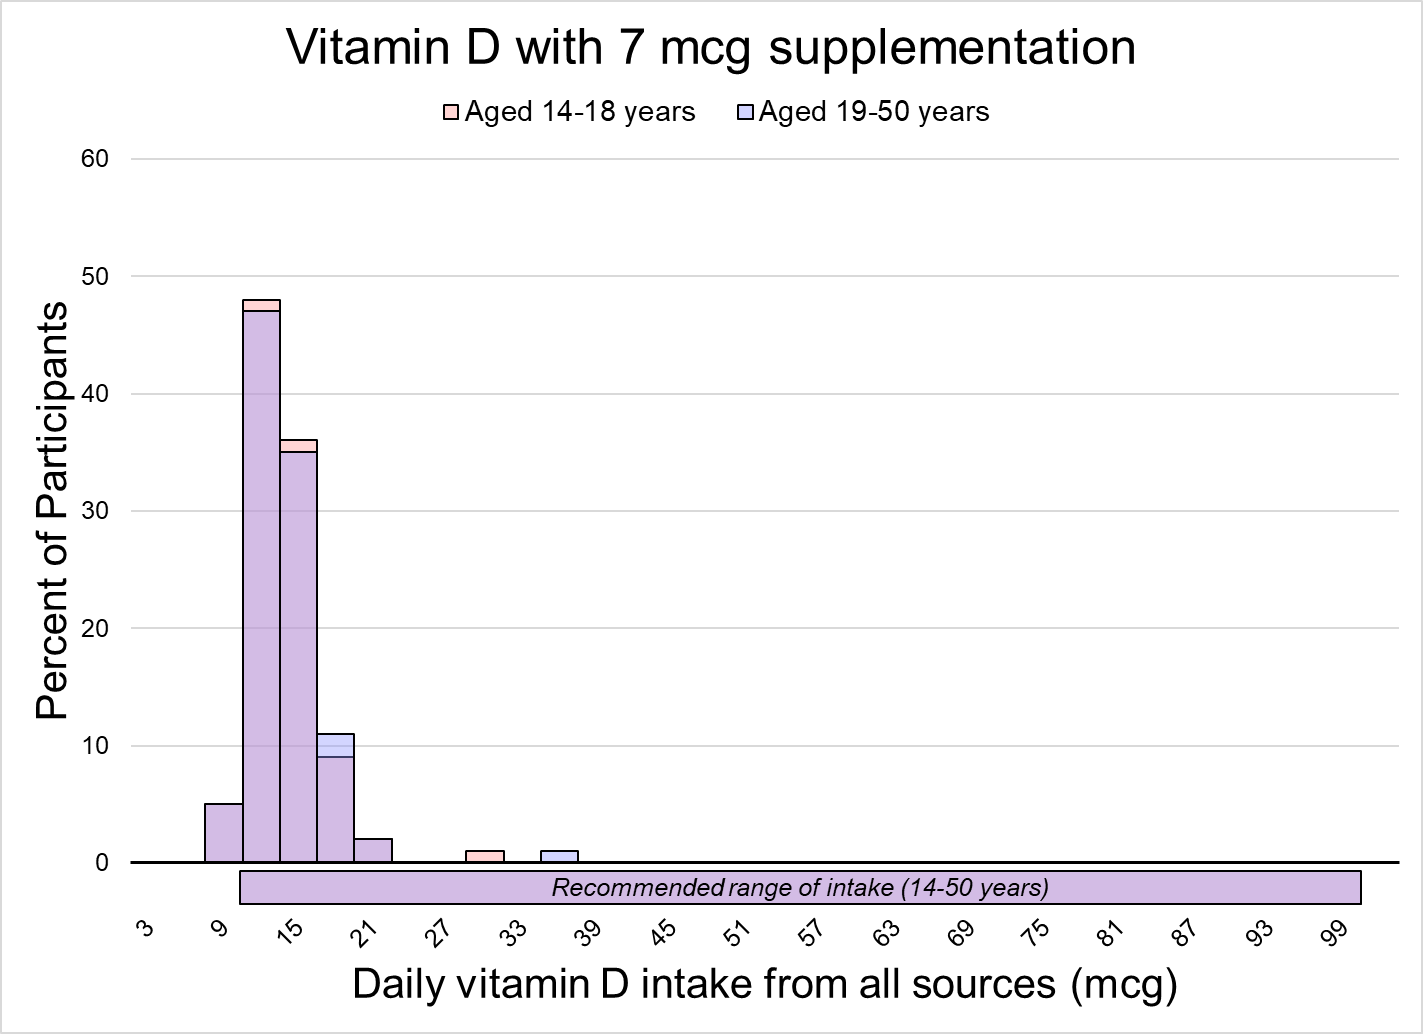 Vitamin D with 7 mcg supplementation
Aged 14-18 years Aged 19-50 years
60
50
40
30
20
10
0
Percent of Participants
Recommended range of intake (14-50 years)
3 9 15 21 27 33 39 45 51 57 63 69 75 81 87 93 99
Daily vitamin D intake from all sources (mcg)